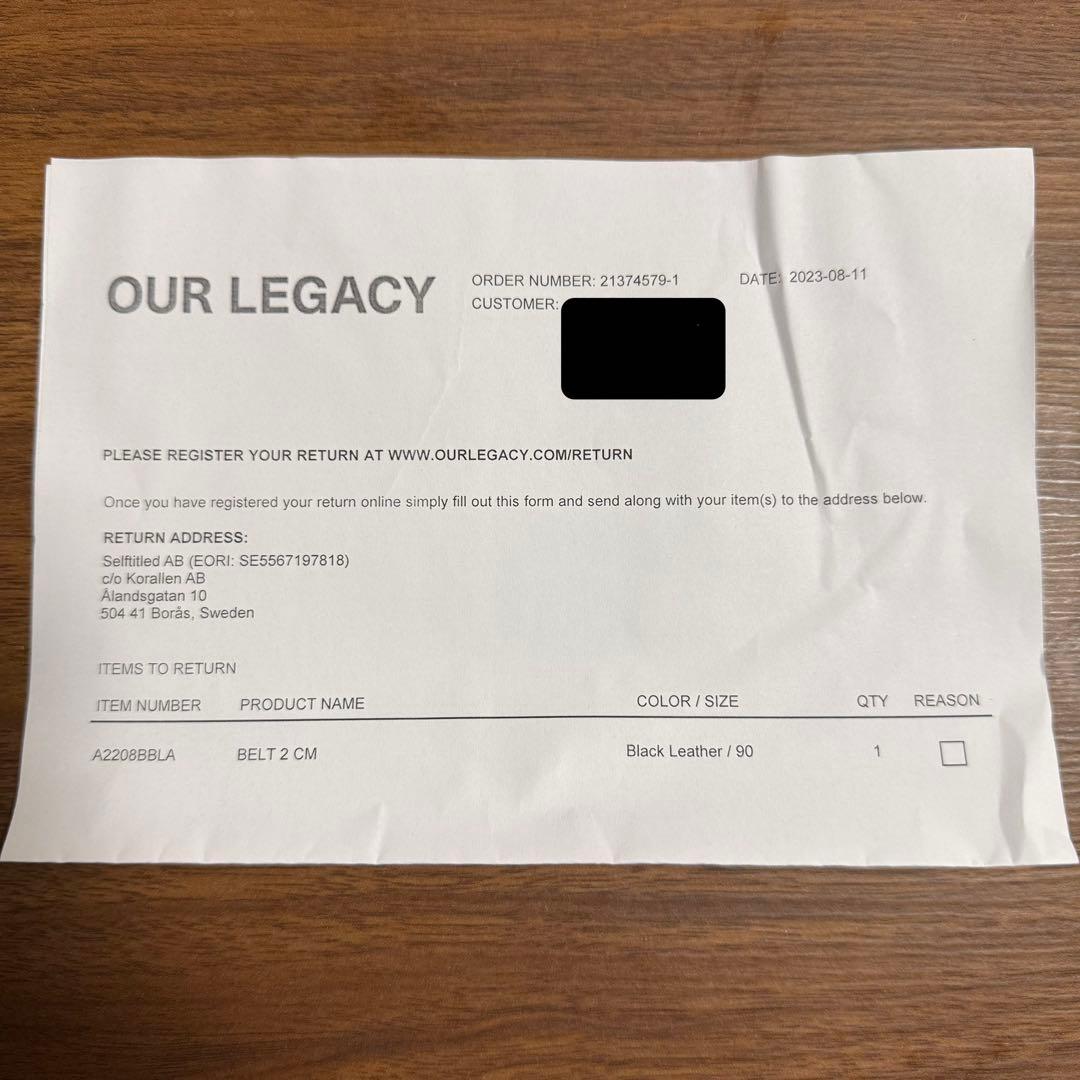 OUR LEGACY
ORDER NUMBER: 21374579-1
DATE: 2023-08-11
CUSTOMER:
PLEASE REGISTER YOUR RETURN AT WWW.OURLEGACY.COM/RETURN
Once you have registered your return online simply fill out this form and send along with your item(s) to the address below.
RETURN ADDRESS:
Selftitled AB (EORI: SE5567197818)
c/o Korallen AB
Ålandsgatan 10
504 41 Borås, Sweden
ITEMS TO RETURN
ITEM NUMBER PRODUCT NAME COLOR / SIZE QTY REASON
A2208BBLA BELT 2 CM Black Leather / 90 1